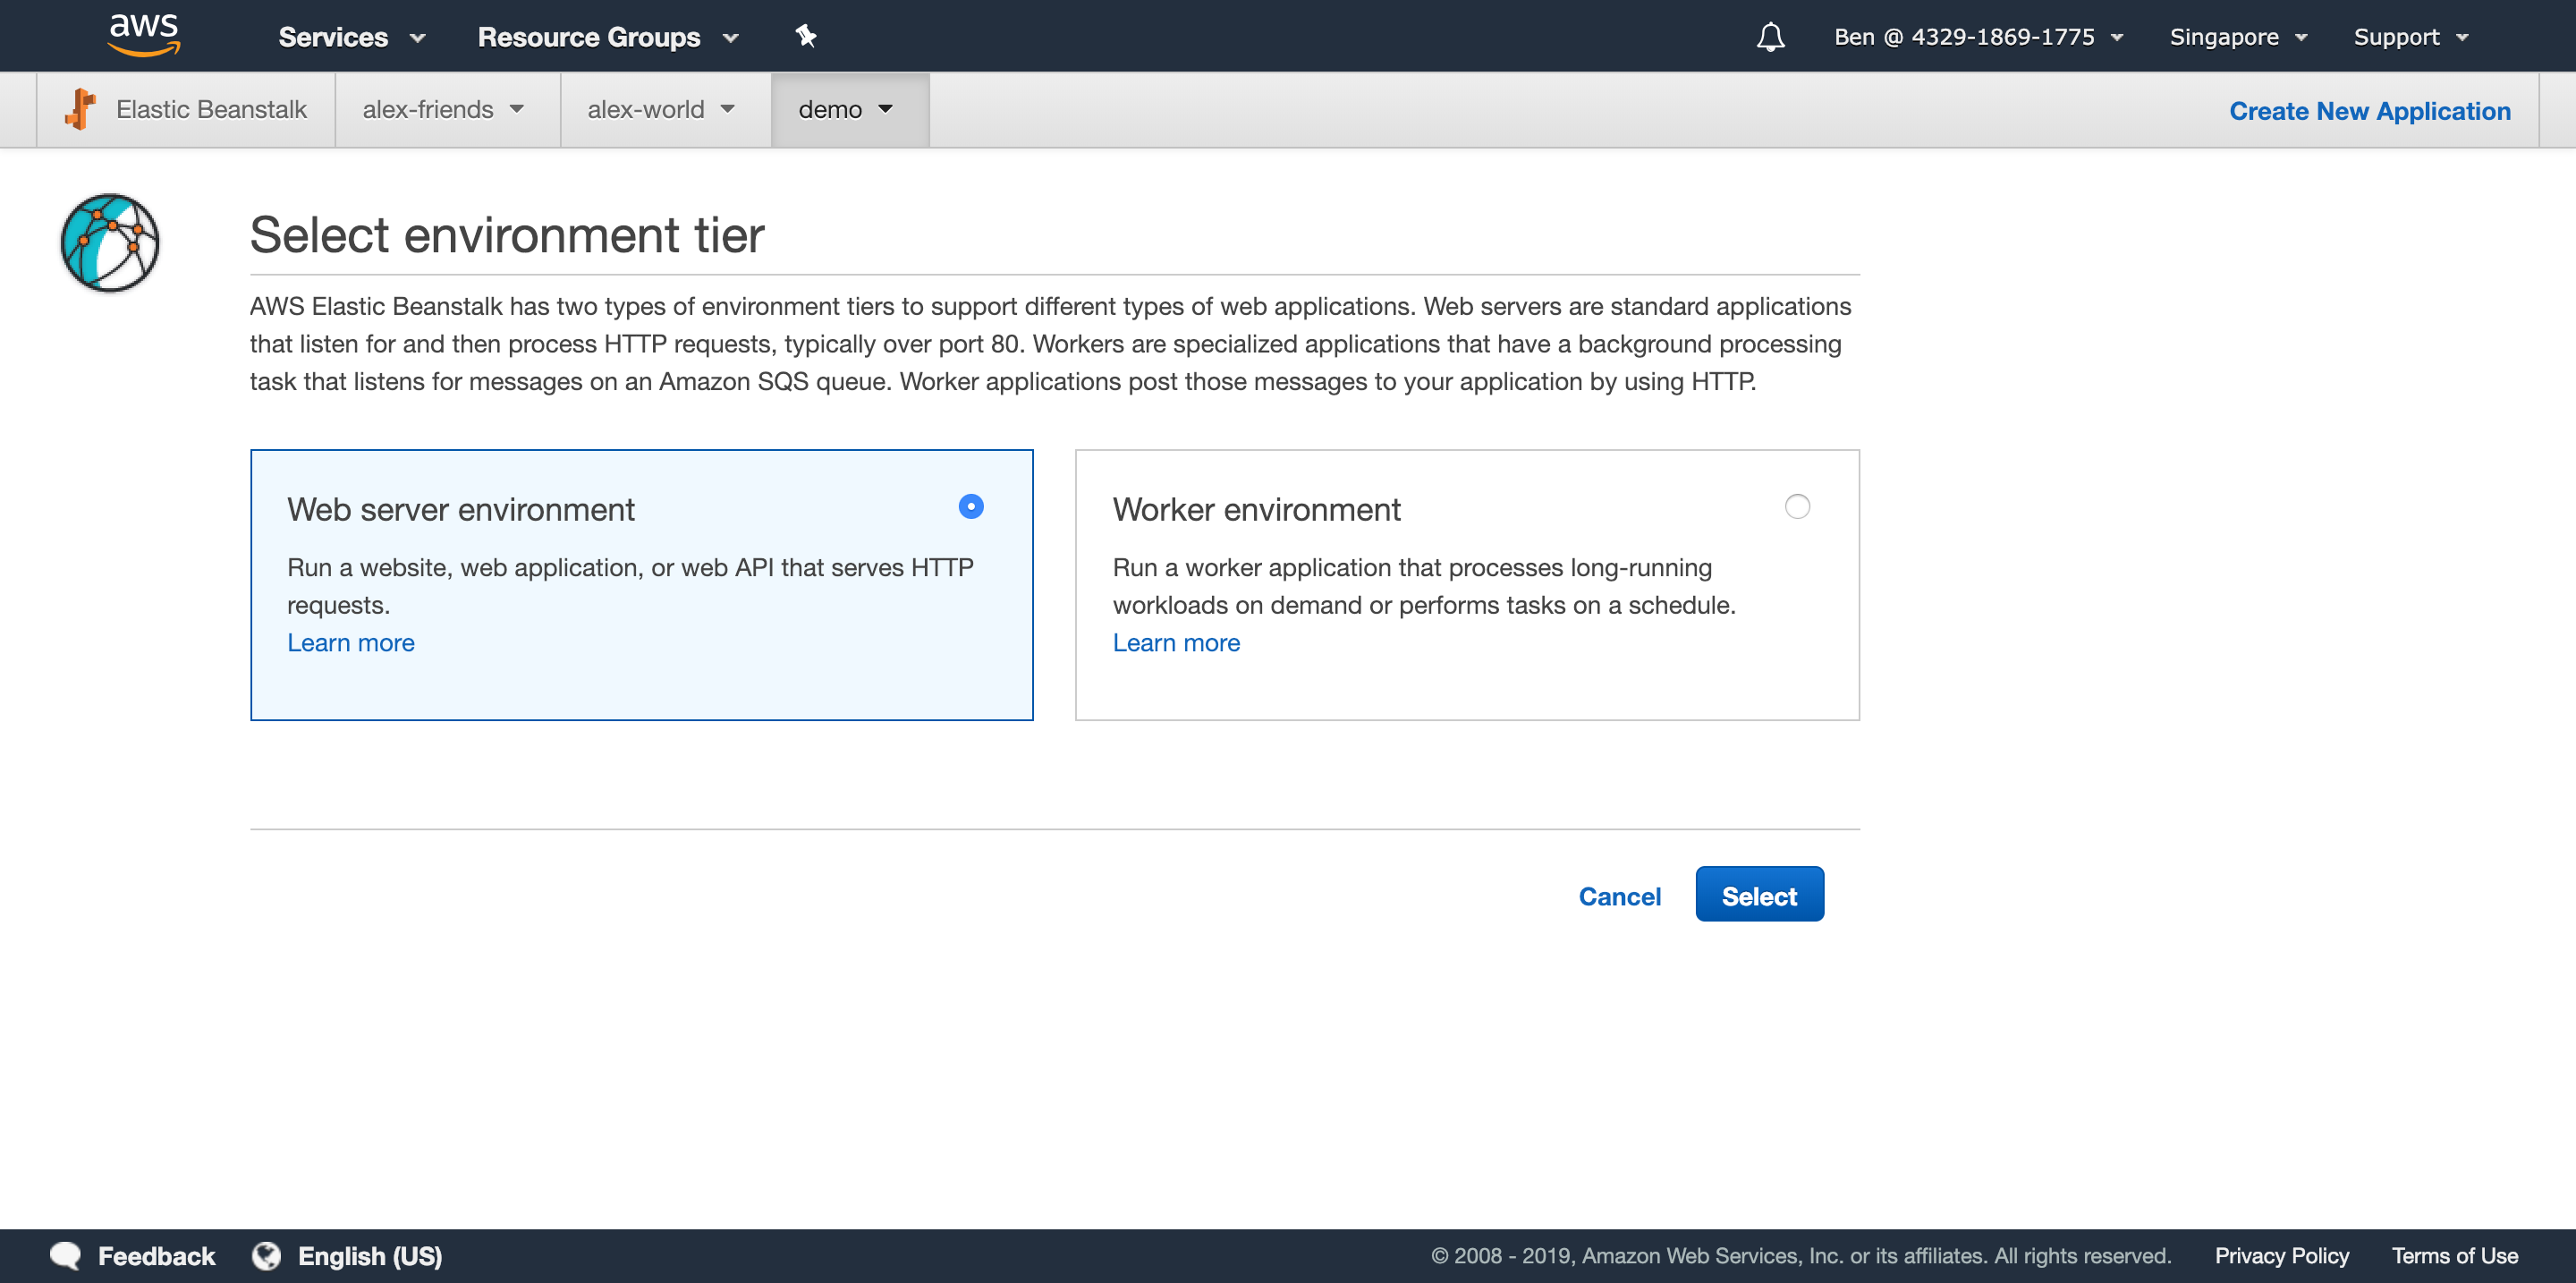 aws
Services
Resource Groups
Ben @ 4329-1869-1775
Singapore
Support
Elastic Beanstalk
alex-friends
alex-world
demo
Create New Application
Select environment tier
AWS Elastic Beanstalk has two types of environment tiers to support different types of web applications. Web servers are standard applications
that listen for and then process HTTP requests, typically over port 80. Workers are specialized applications that have a background processing
task that listens for messages on an Amazon SQS queue. Worker applications post those messages to your application by using HTTP.
Web server environment
Run a website, web application, or web API that serves HTTP
requests.
Learn more
Worker environment
Run a worker application that processes long-running
workloads on demand or performs tasks on a schedule.
Learn more
Cancel
Select
Feedback
English (US)
© 2008 - 2019, Amazon Web Services, Inc. or its affiliates. All rights reserved.
Privacy Policy
Terms of Use